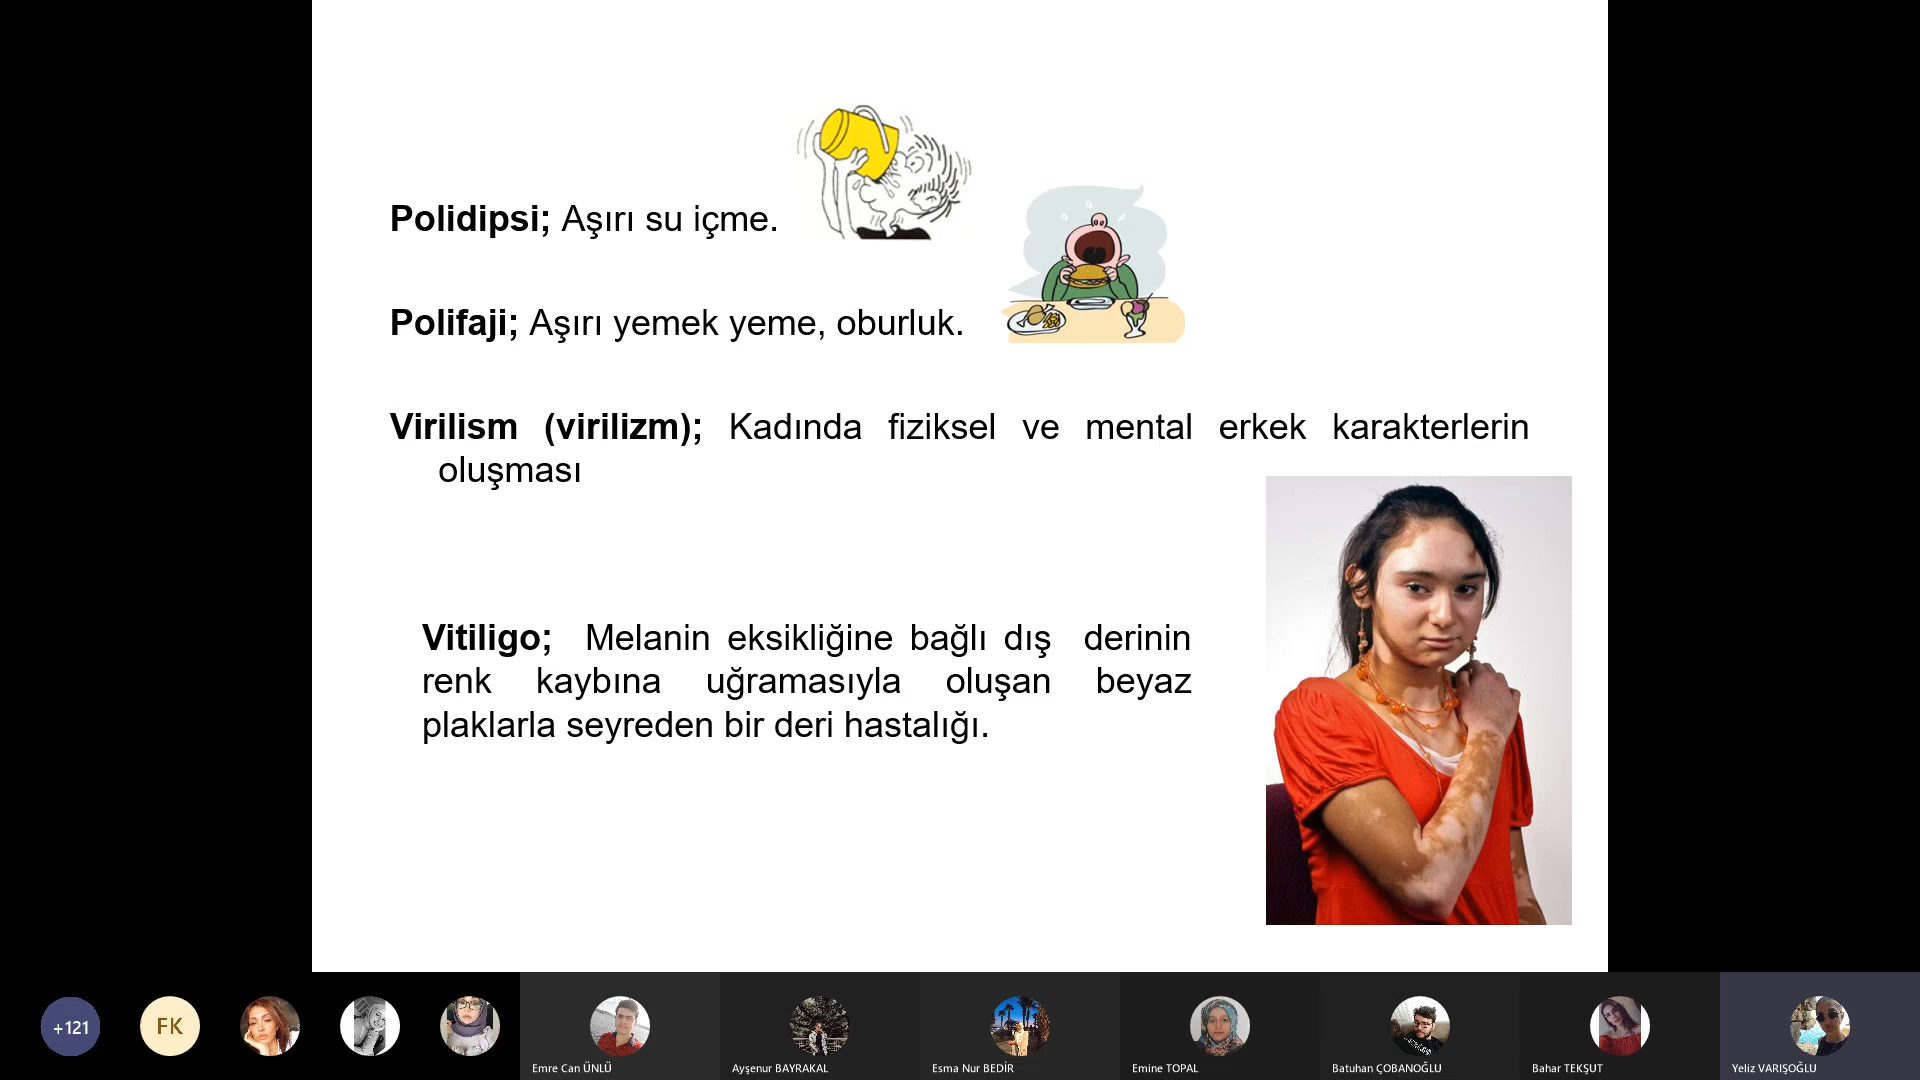 Polidipsi; Aşırı su içme.
Polifaji; Aşırı yemek yeme, oburluk.
Virilism (virilizm); Kadında fiziksel ve mental erkek karakterlerin
oluşması
Vitiligo; Melanin eksikliğine bağlı dış derinin
renk kaybına uğramasıyla oluşan beyaz
plaklarla seyreden bir deri hastalığı.
+121
FK
Emre Can ÜNLÜ
Ayşenur BAYRAKAL
Esma Nur BEDİR
Emine TOPAL
Batuhan ÇOBANOĞLU
Bahar TEKŞUT
Yeliz VARIŞOĞLU